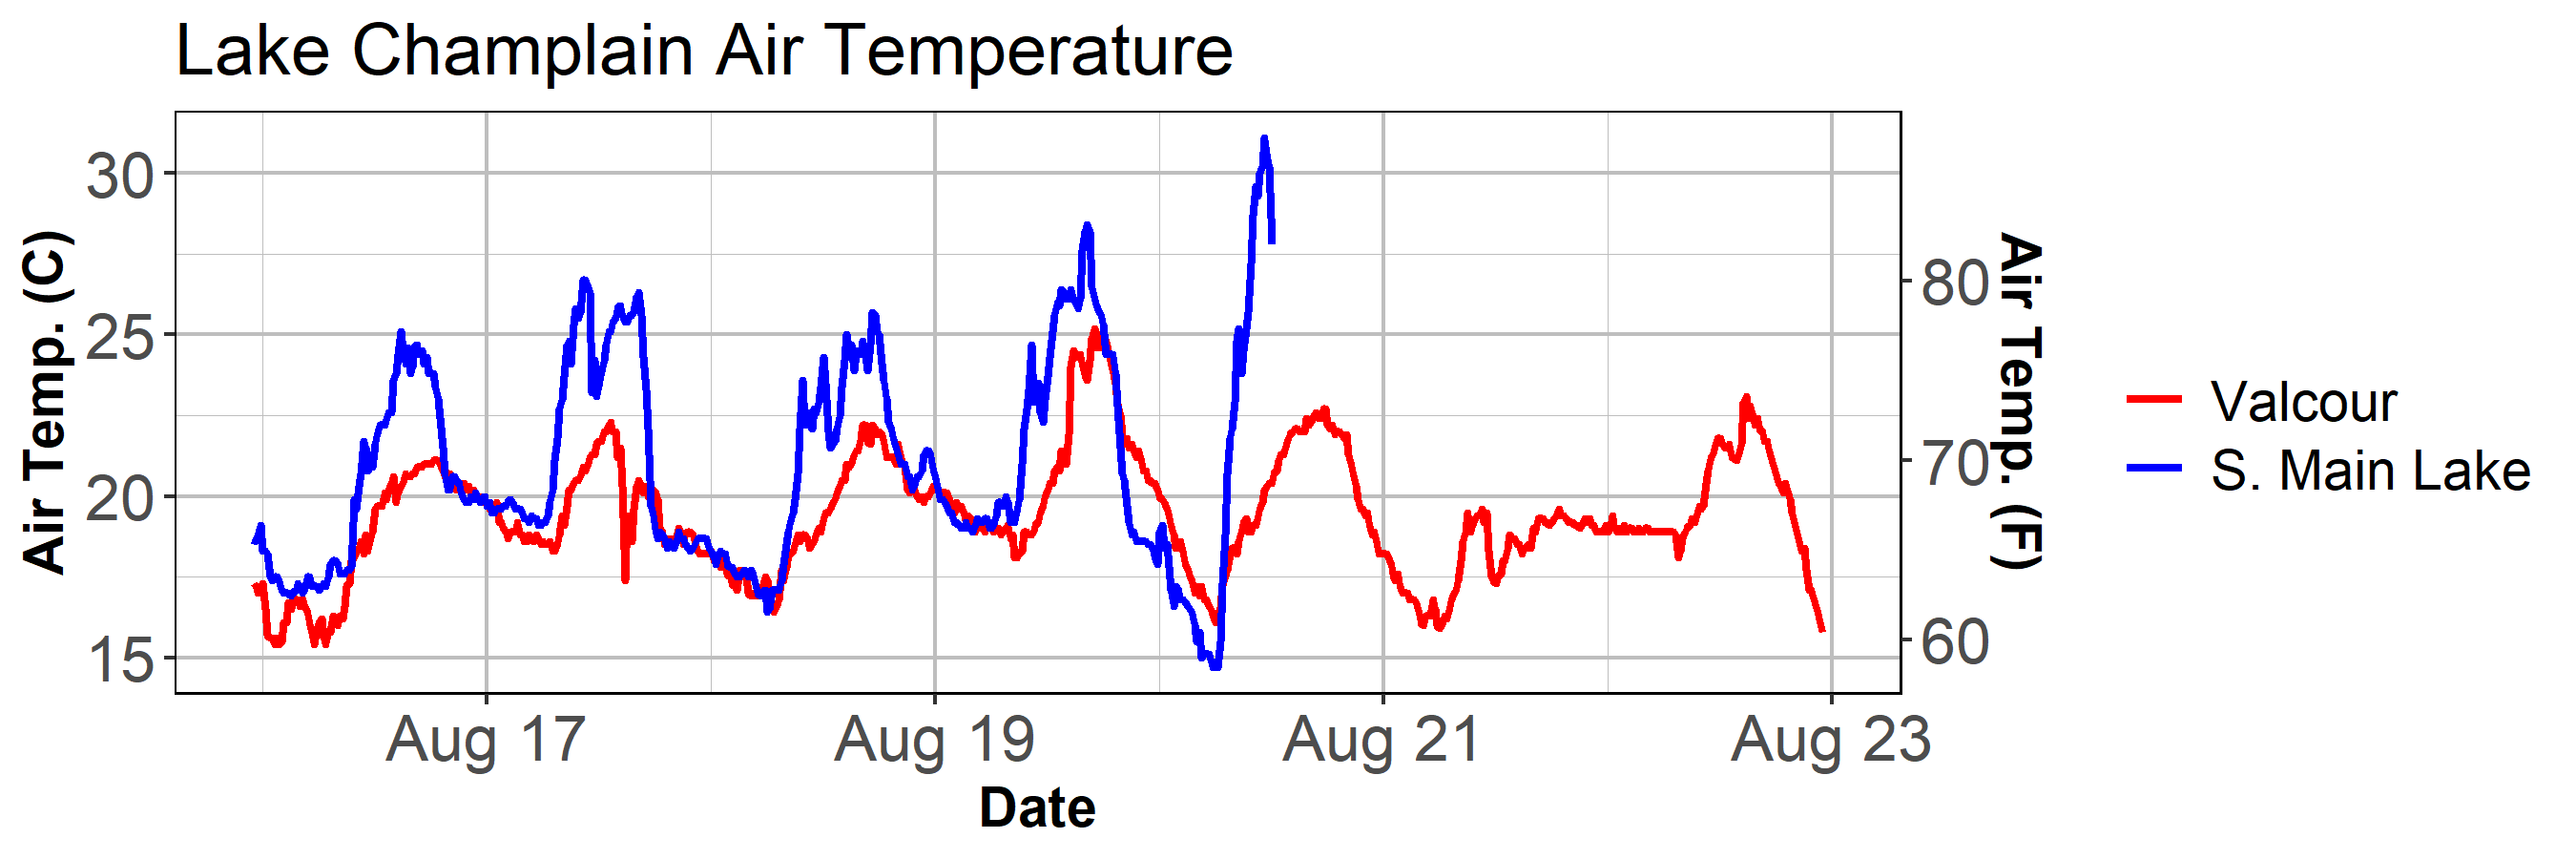 Lake Champlain Air Temperature
Air Temp. (C)
30
25
20
15
80
70
60
Air Temp. (F)
Aug 17
Aug 19
Aug 21
Aug 23
Date
Valcour
S. Main Lake